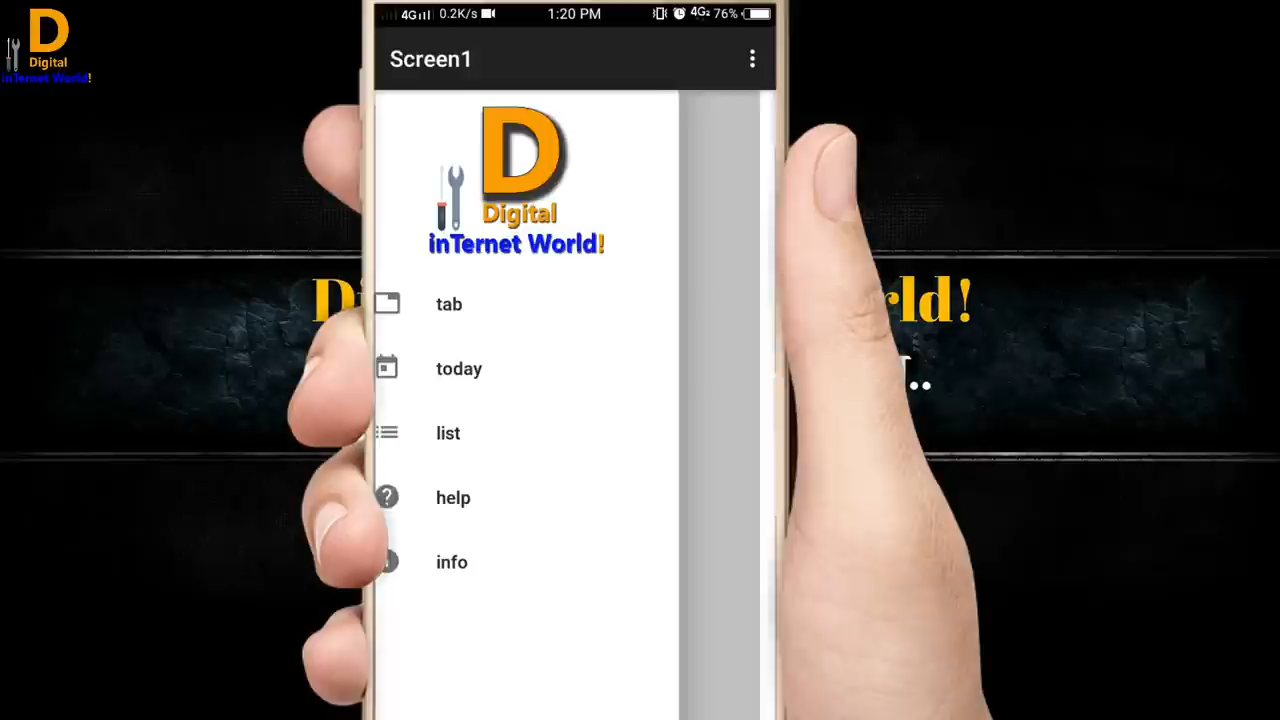 D
Digital
inTernet World!
4G 0.2K/s 1:20 PM 4G2 76%
Screen1
D
Digital
inTernet World!
tab
today
list
help
info
rld!